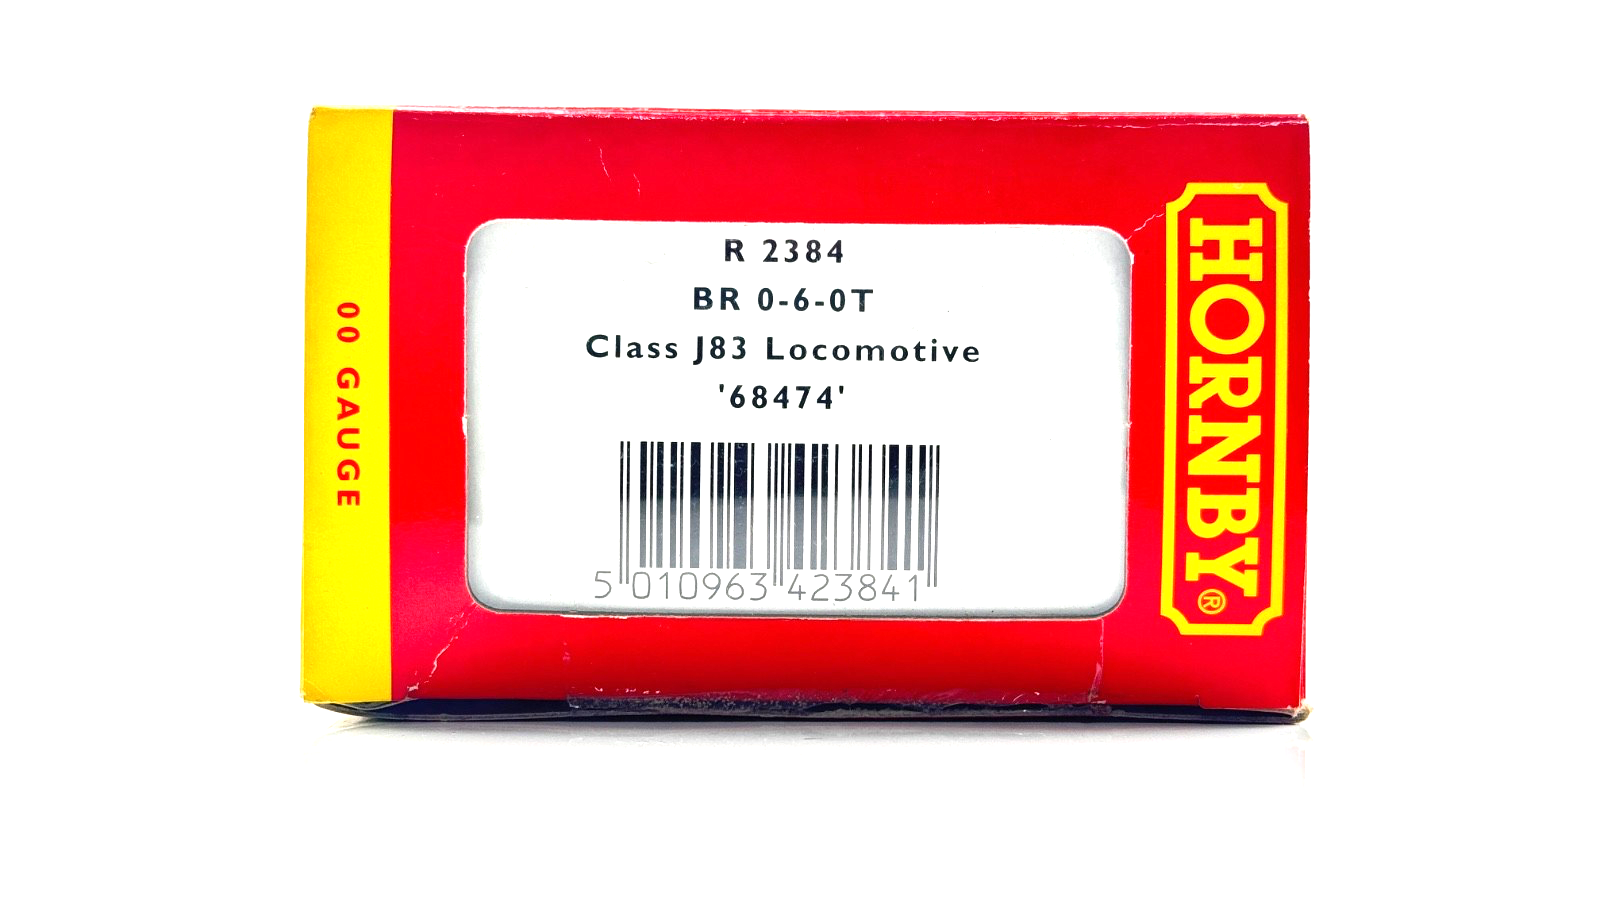 00 GAUGE
R 2384
BR 0-6-0T
Class J83 Locomotive
'68474'
5 010963 423841
HORNBY®